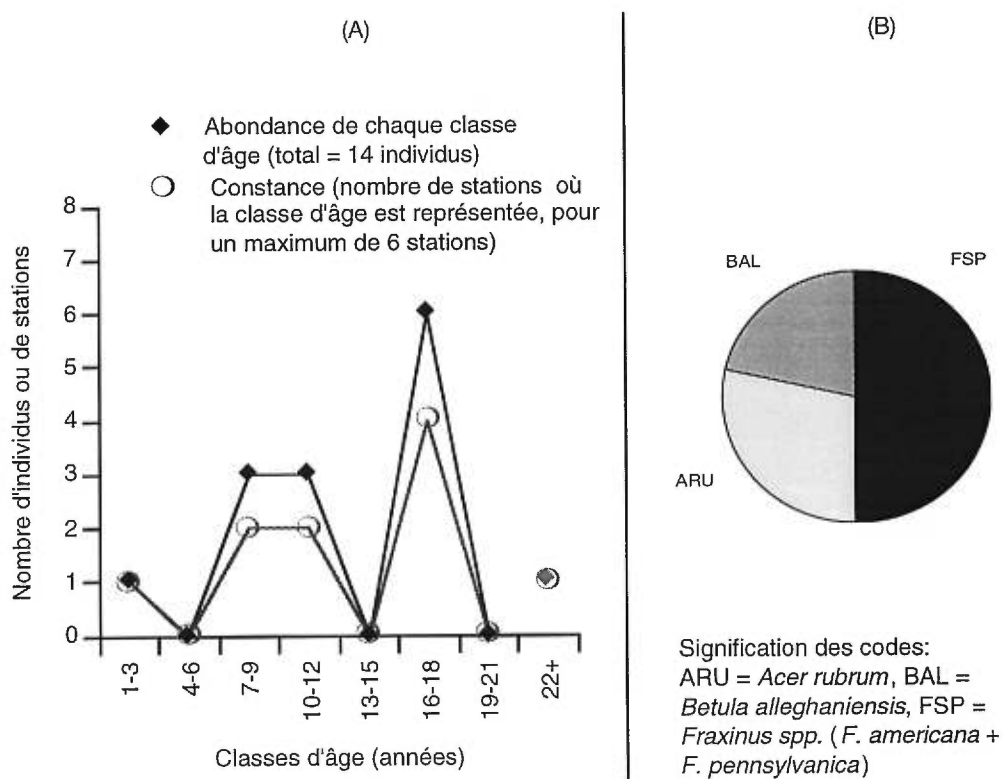 (A)
Abondance de chaque classe
d'âge (total = 14 individus)
Constance (nombre de stations où
la classe d'âge est représentée, pour
un maximum de 6 stations)
Nombre d'individus ou de stations
8
7
6
5
4
3
2
1
0
1-3
4-6
7-9
10-12
13-15
16-18
19-21
22+
Classes d'âge (années)
(B)
BAL
FSP
ARU
Signification des codes:
ARU = Acer rubrum, BAL =
Betula alleghaniensis, FSP =
Fraxinus spp. (F. americana +
F. pennsylvanica)